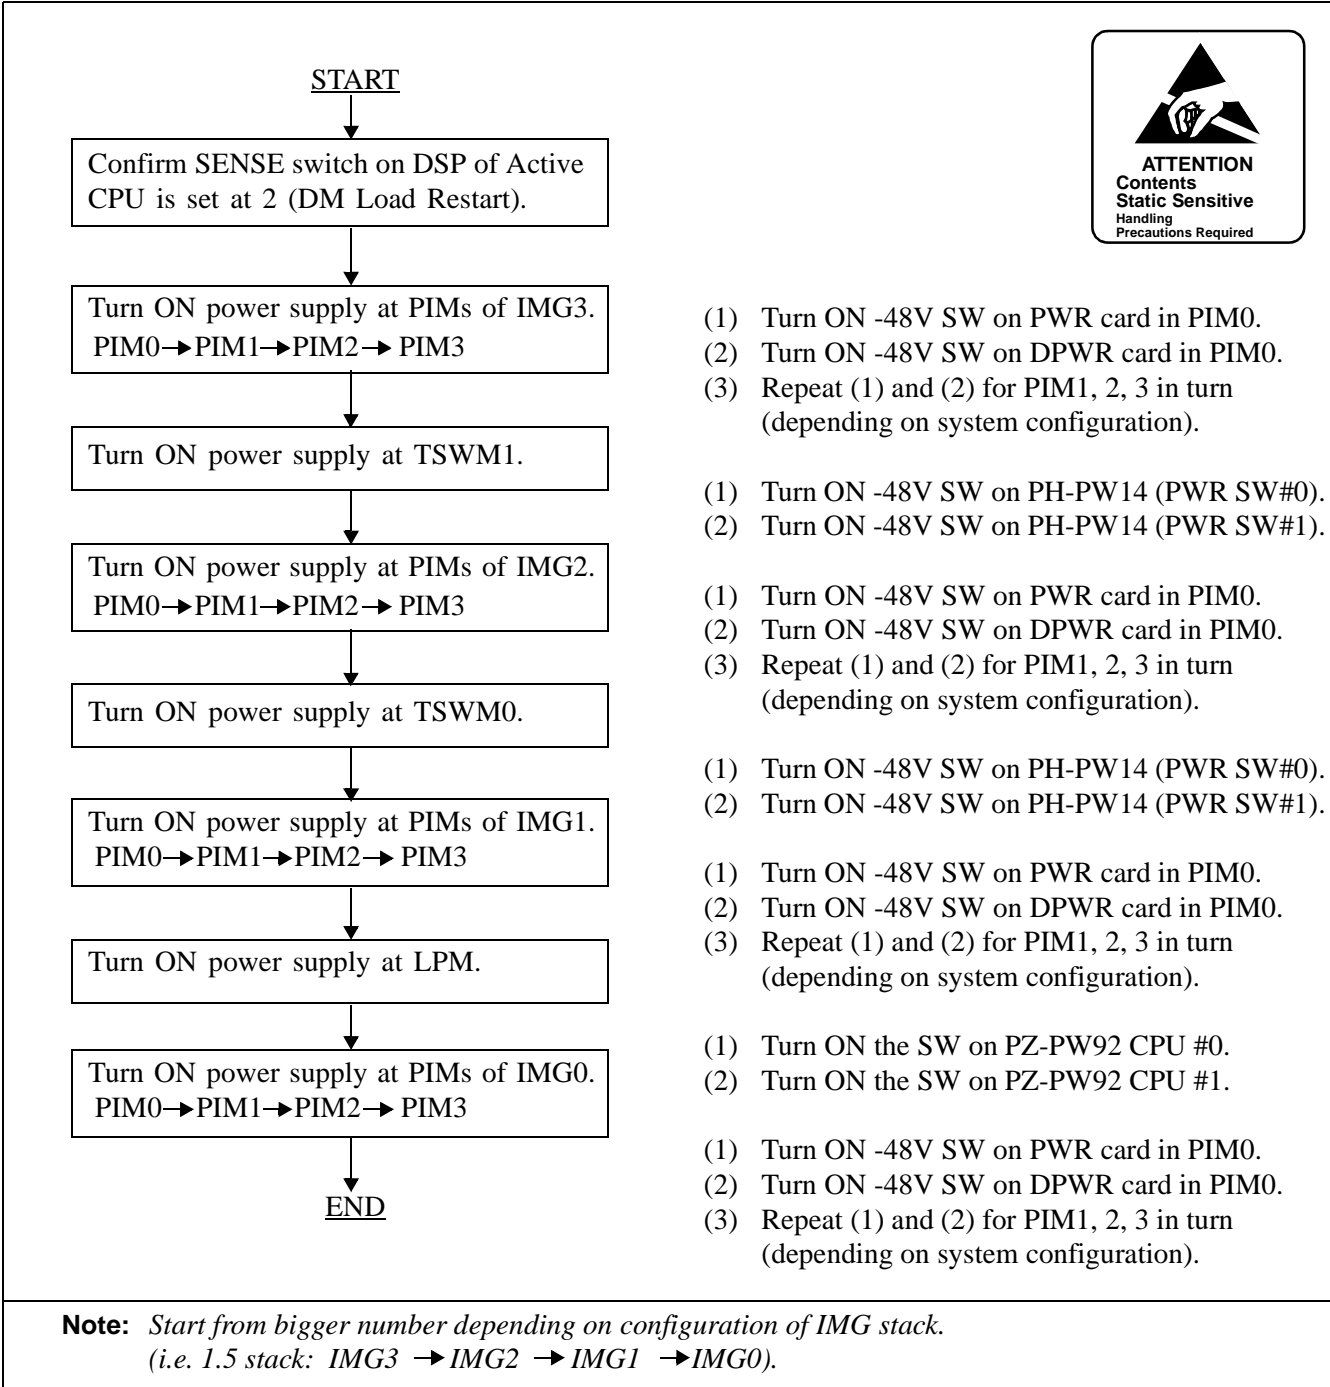 START
Confirm SENSE switch on DSP of Active
CPU is set at 2 (DM Load Restart).
Turn ON power supply at PIMs of IMG3.
PIM0→PIM1→PIM2→ PIM3
Turn ON power supply at TSWM1.
Turn ON power supply at PIMs of IMG2.
PIM0→PIM1→PIM2→ PIM3
Turn ON power supply at TSWM0.
Turn ON power supply at PIMs of IMG1.
PIM0→PIM1→PIM2→ PIM3
Turn ON power supply at LPM.
Turn ON power supply at PIMs of IMG0.
PIM0→PIM1→PIM2→ PIM3
END
ATTENTION
Contents
Static Sensitive
Handling
Precautions Required
(1) Turn ON -48V SW on PWR card in PIM0.
(2) Turn ON -48V SW on DPWR card in PIM0.
(3) Repeat (1) and (2) for PIM1, 2, 3 in turn
(depending on system configuration).
(1) Turn ON -48V SW on PH-PW14 (PWR SW#0).
(2) Turn ON -48V SW on PH-PW14 (PWR SW#1).
(1) Turn ON -48V SW on PWR card in PIM0.
(2) Turn ON -48V SW on DPWR card in PIM0.
(3) Repeat (1) and (2) for PIM1, 2, 3 in turn
(depending on system configuration).
(1) Turn ON -48V SW on PH-PW14 (PWR SW#0).
(2) Turn ON -48V SW on PH-PW14 (PWR SW#1).
(1) Turn ON -48V SW on PWR card in PIM0.
(2) Turn ON -48V SW on DPWR card in PIM0.
(3) Repeat (1) and (2) for PIM1, 2, 3 in turn
(depending on system configuration).
(1) Turn ON the SW on PZ-PW92 CPU #0.
(2) Turn ON the SW on PZ-PW92 CPU #1.
(1) Turn ON -48V SW on PWR card in PIM0.
(2) Turn ON -48V SW on DPWR card in PIM0.
(3) Repeat (1) and (2) for PIM1, 2, 3 in turn
(depending on system configuration).
Note: Start from bigger number depending on configuration of IMG stack.
(i.e. 1.5 stack: IMG3 →IMG2 →IMG1 →IMG0).